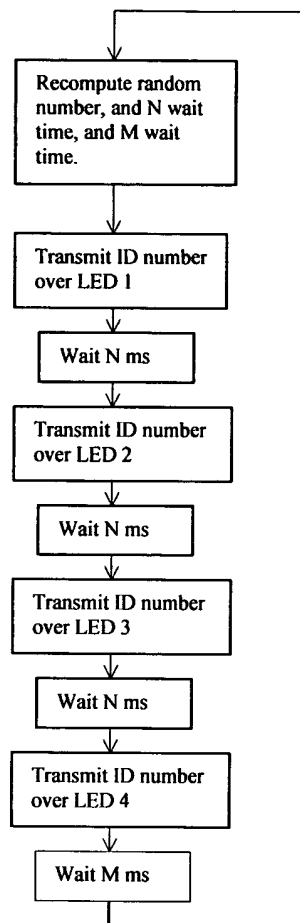 Recompute random
number, and N wait
time, and M wait
time.
Transmit ID number
over LED 1
Wait N ms
Transmit ID number
over LED 2
Wait N ms
Transmit ID number
over LED 3
Wait N ms
Transmit ID number
over LED 4
Wait M ms